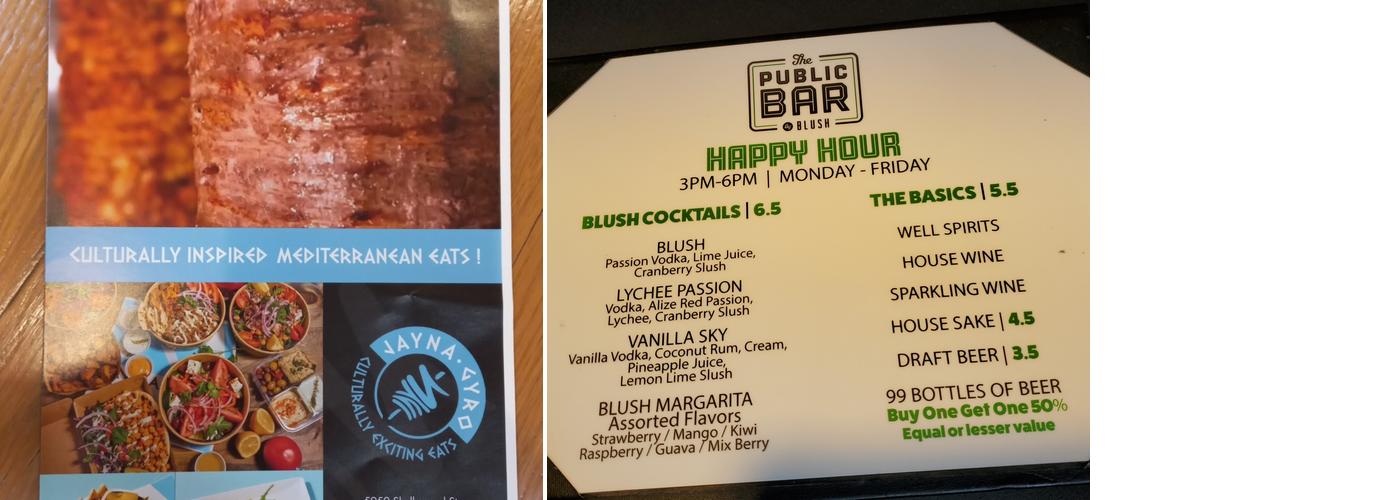 CULTURALLY INSPIRED MEDITERRANEAN EATS !
JAYNA · GYRO
CULTURALLY EXCITING EATS
The
PUBLIC
BAR
By BLUSH
HAPPY HOUR
3PM-6PM | MONDAY - FRIDAY
BLUSH COCKTAILS | 6.5
BLUSH
Passion Vodka, Lime Juice,
Cranberry Slush
LYCHEE PASSION
Vodka, Alize Red Passion,
Lychee, Cranberry Slush
VANILLA SKY
Vanilla Vodka, Coconut Rum, Cream,
Pineapple Juice,
Lemon Lime Slush
BLUSH MARGARITA
Assorted Flavors
Strawberry / Mango / Kiwi
Raspberry / Guava / Mix Berry
THE BASICS | 5.5
WELL SPIRITS
HOUSE WINE
SPARKLING WINE
HOUSE SAKE | 4.5
DRAFT BEER | 3.5
99 BOTTLES OF BEER
Buy One Get One 50%
Equal or lesser value